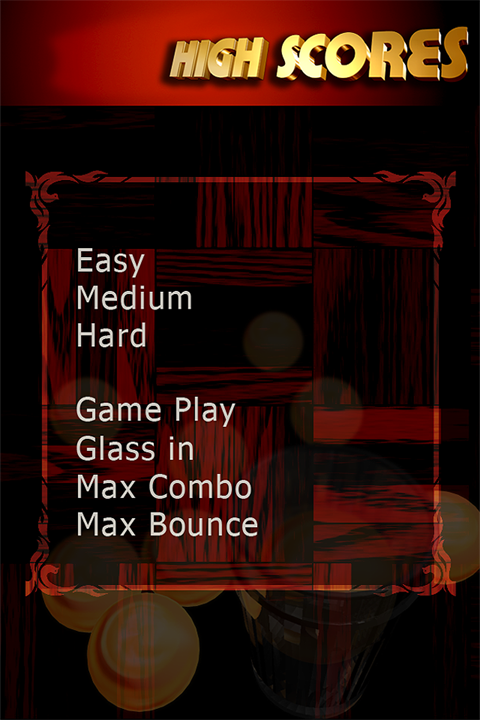 HIGH SCORES
Easy
Medium
Hard
Game Play
Glass in
Max Combo
Max Bounce